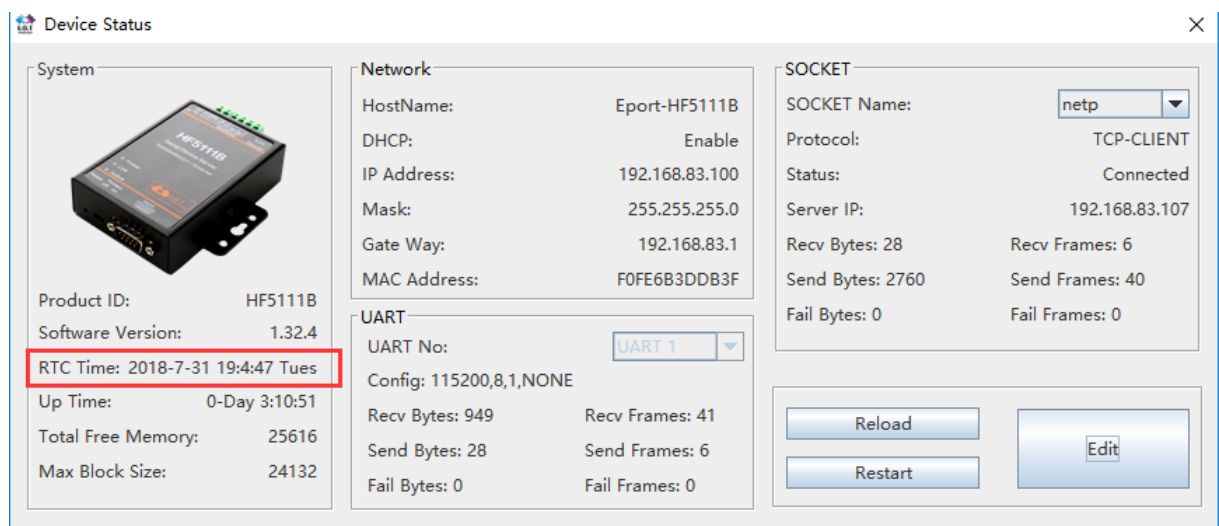 Device Status
System
HF5111B
Serial Device Server
Product ID: HF5111B
Software Version: 1.32.4
RTC Time: 2018-7-31 19:4:47 Tues
Up Time: 0-Day 3:10:51
Total Free Memory: 25616
Max Block Size: 24132
Network
HostName: Eport-HF5111B
DHCP: Enable
IP Address: 192.168.83.100
Mask: 255.255.255.0
Gate Way: 192.168.83.1
MAC Address: F0FE6B3DDB3F
UART
UART No: UART 1
Config: 115200,8,1,NONE
Recv Bytes: 949 Recv Frames: 41
Send Bytes: 28 Send Frames: 6
Fail Bytes: 0 Fail Frames: 0
SOCKET
SOCKET Name: netp
Protocol: TCP-CLIENT
Status: Connected
Server IP: 192.168.83.107
Recv Bytes: 28 Recv Frames: 6
Send Bytes: 2760 Send Frames: 40
Fail Bytes: 0 Fail Frames: 0
Reload
Restart
Edit